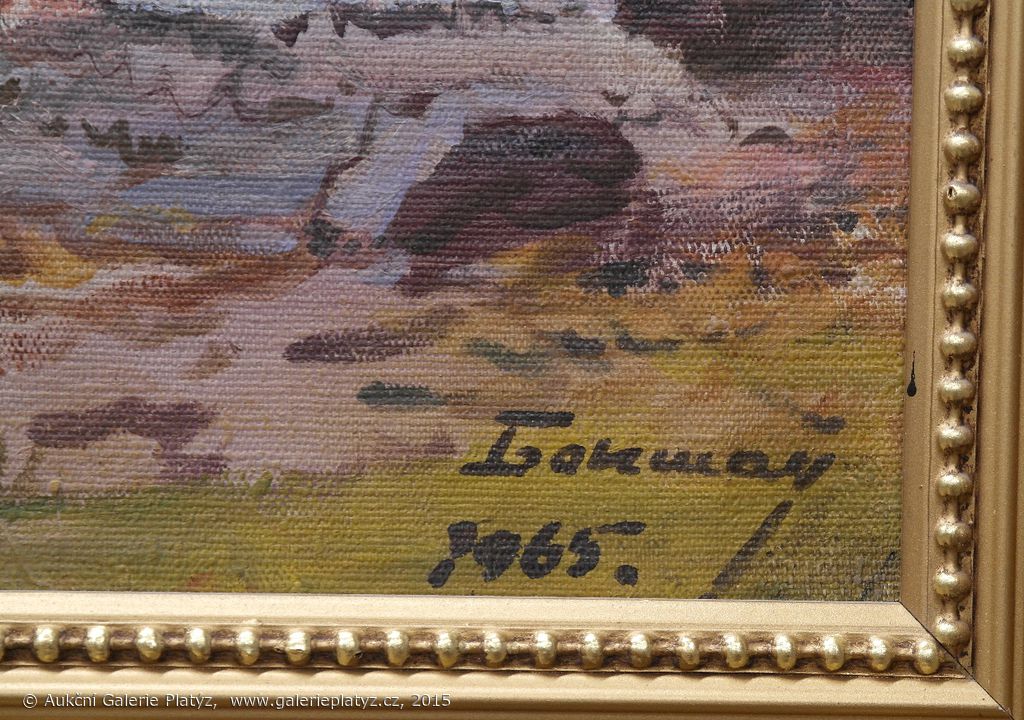 Бокшай
1965.
© Aukční Galerie Platýz, www.galerieplatyz.cz, 2015